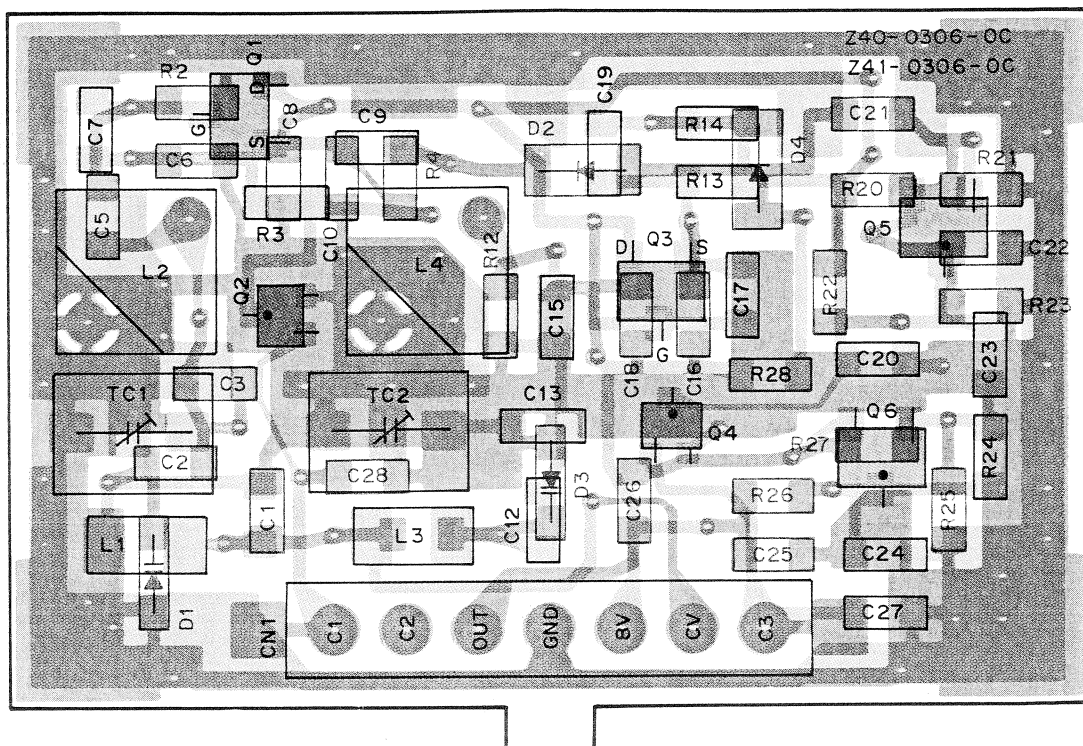 Z40-0306-0C
Z41-0306-0C
R2
Q1
D
G
S
C8
C7
C6
C9
R4
C19
D2
R14
R13
D4
C21
R20
R21
Q5
C22
C5
L2
R3
C10
L4
R12
Q2
D
Q3
S
G
C15
C17
R22
R23
C18
C16
R28
C20
C23
TC1
C3
TC2
C13
Q4
Q6
R27
R24
C2
C28
D3
C26
R26
R25
C1
L1
L3
C12
C25
C24
D1
CN1
C1
C2
OUT
GND
8V
CV
C3
C27